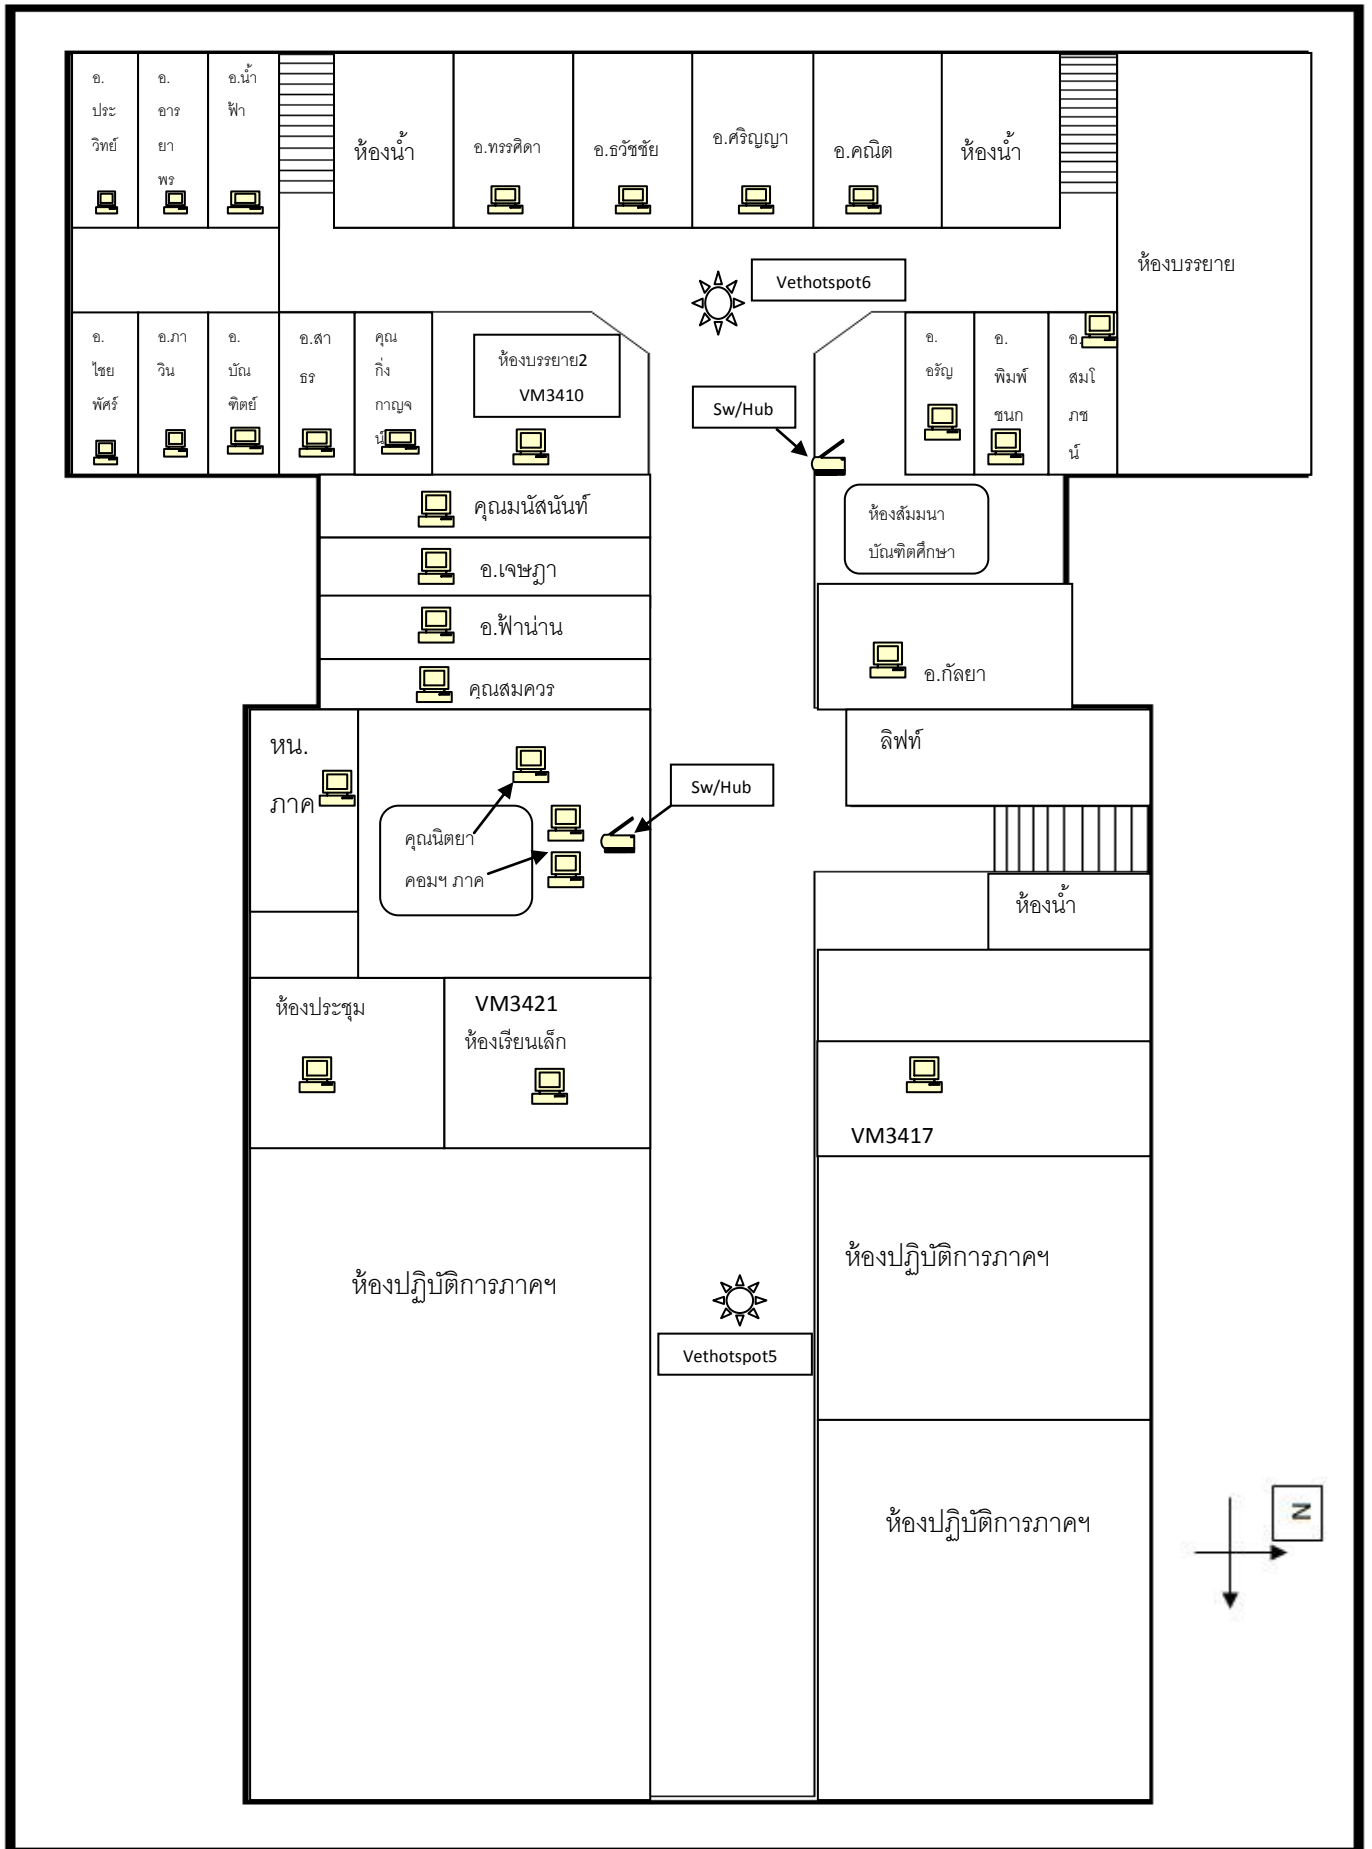 อ.
ประ
วิทย์
อ.
อาร
ยา
พร
อ.น้ำ
ฟ้า
ห้องน้ำ
อ.ทรรศิดา
อ.ธวัชชัย
อ.ศริญญา
อ.คณิต
ห้องน้ำ
ห้องบรรยาย
Vethotspot6
อ.
ไชย
พัศร์
อ.ภา
วิน
อ.
บัณ
ฑิตย์
อ.สา
ธร
คุณ
กิ่ง
กาญจ
น์
ห้องบรรยาย2
VM3410
Sw/Hub
อ.
อรัญ
อ.
พิมพ์
ชนก
อ.
สมโ
ภช
น์
คุณมนัสนันท์
อ.เจษฎา
อ.ฟ้าน่าน
คุณสมควร
ห้องสัมมนา
บัณฑิตศึกษา
อ.กัลยา
ลิฟท์
หน.
ภาค
คุณนิตยา
คอมฯ ภาค
Sw/Hub
ห้องน้ำ
ห้องประชุม
VM3421
ห้องเรียนเล็ก
VM3417
ห้องปฏิบัติการภาคฯ
ห้องปฏิบัติการภาคฯ
Vethotspot5
ห้องปฏิบัติการภาคฯ
N